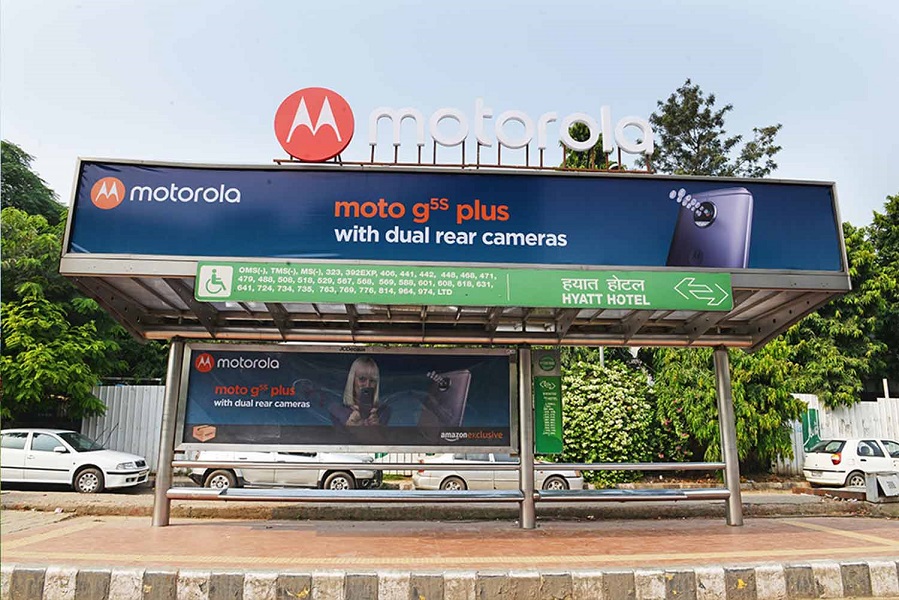 motorola
motorola
moto g5S plus
with dual rear cameras
OMS(-), TMS(-), MS(-), 323, 392EXP, 406, 441, 442, 448, 468, 471,
479, 488, 508, 518, 529, 567, 568, 569, 588, 601, 608, 618, 631,
641, 724, 734, 735, 763, 769, 776, 814, 964, 974, LTD
हयात होटल
HYATT HOTEL
motorola
moto g5S plus
with dual rear cameras
amazon exclusive